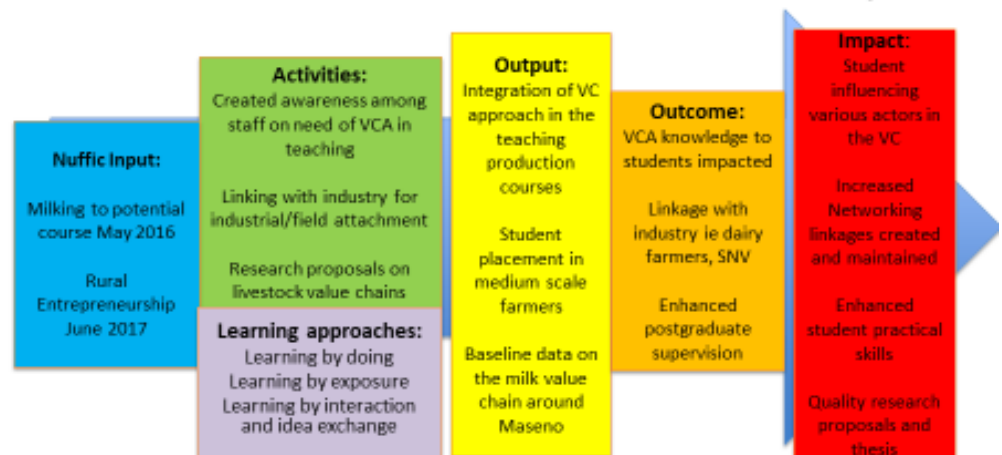 Nuffic Input:
Milking to potential
course May 2016
Rural
Entrepreneurship
June 2017
Activities:
Created awareness among
staff on need of VCA in
teaching
Linking with industry for
industrial/field attachment
Research proposals on
livestock value chains
Learning approaches:
Learning by doing
Learning by exposure
Learning by interaction
and idea exchange
Output:
Integration of VC
approach in the
teaching
production
courses
Student
placement in
medium scale
farmers
Baseline data on
the milk value
chain around
Maseno
Outcome:
VCA knowledge to
students impacted
Linkage with
industry ie dairy
farmers, SNV
Enhanced
postgraduate
supervision
Impact:
Student
influencing
various actors in
the VC
Increased
Networking
linkages created
and maintained
Enhanced
student practical
skills
Quality research
proposals and
thesis